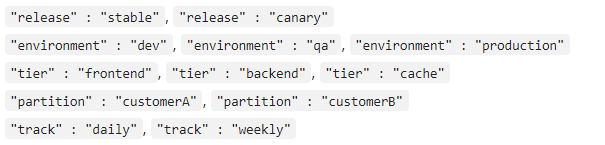 "release" : "stable", "release" : "canary"
"environment" : "dev", "environment" : "qa", "environment" : "production"
"tier" : "frontend", "tier" : "backend", "tier" : "cache"
"partition" : "customerA", "partition" : "customerB"
"track" : "daily", "track" : "weekly"